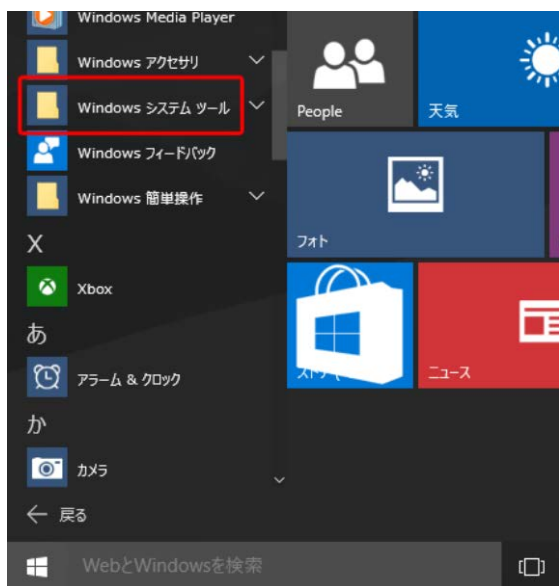 Windows Media Player
Windows アクセサリ
Windows システム ツール
Windows フィードバック
Windows 簡単操作
X
Xbox
あ
アラーム & クロック
か
カメラ
戻る
WebとWindowsを検索
People
天気
フォト
ニュース